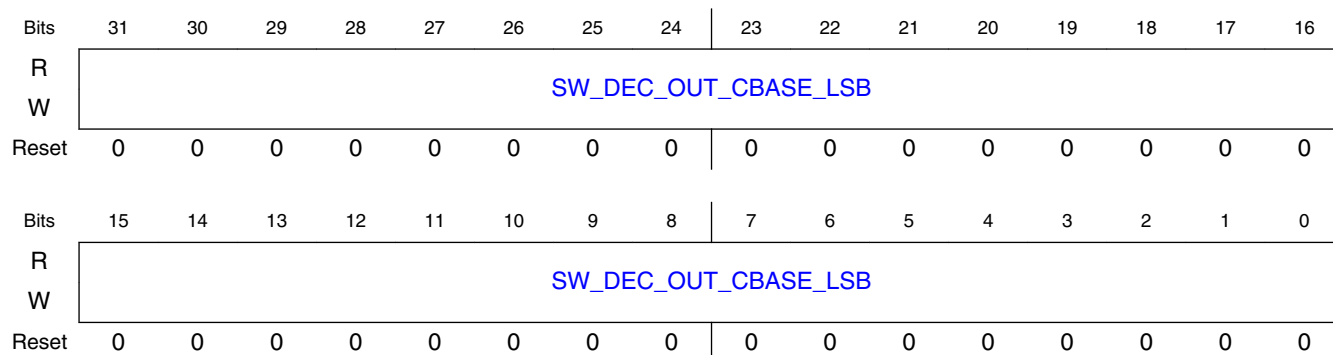 Bits 31 30 29 28 27 26 25 24 23 22 21 20 19 18 17 16
R
SW_DEC_OUT_CBASE_LSB
W
Reset 0 0 0 0 0 0 0 0 0 0 0 0 0 0 0 0
Bits 15 14 13 12 11 10 9 8 7 6 5 4 3 2 1 0
R
SW_DEC_OUT_CBASE_LSB
W
Reset 0 0 0 0 0 0 0 0 0 0 0 0 0 0 0 0